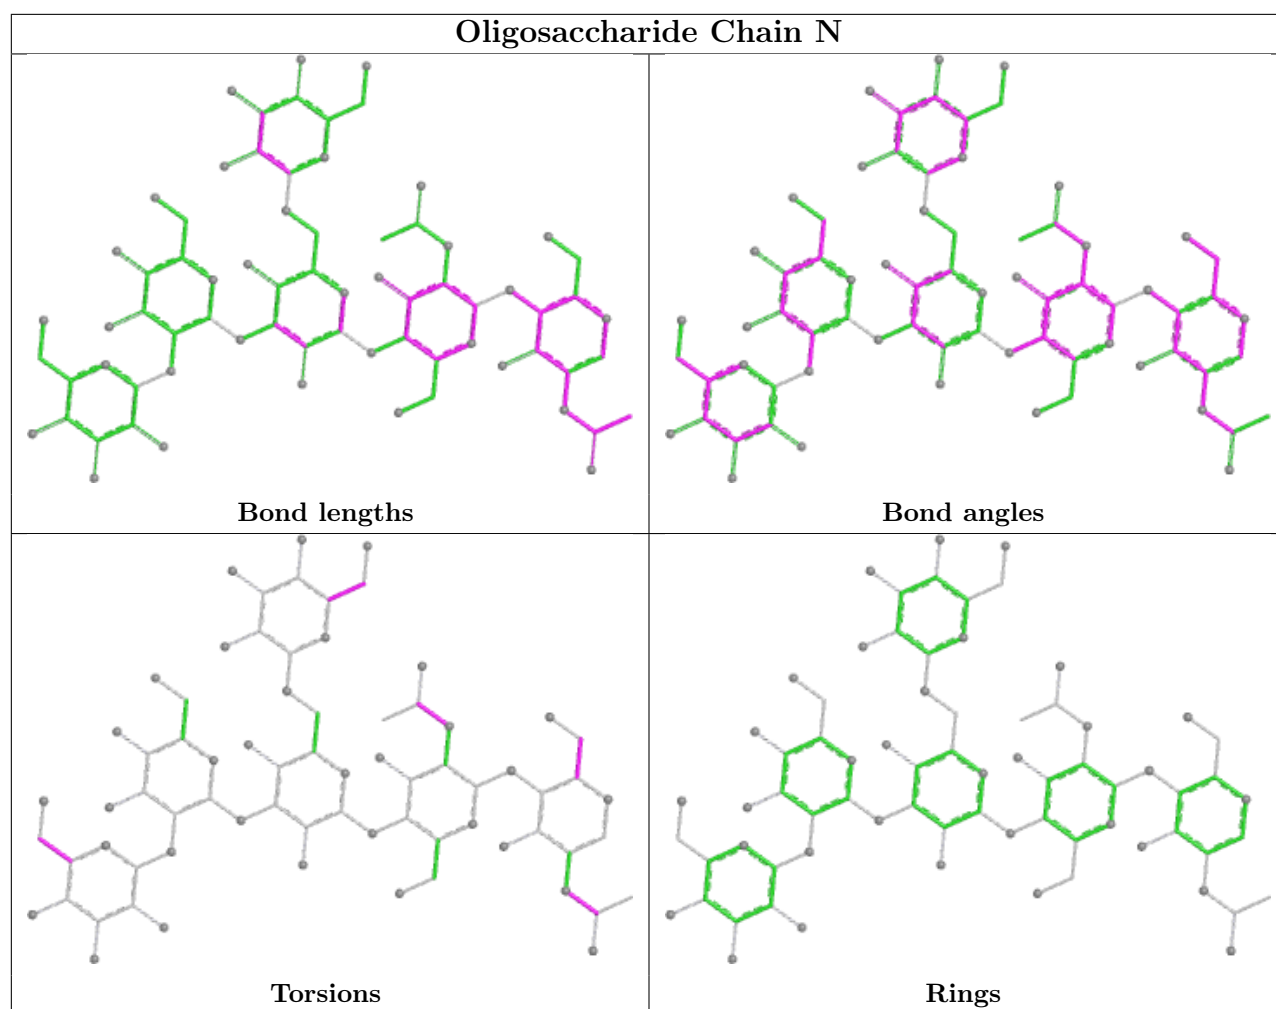 Oligosaccharide Chain N
Bond lengths
Bond angles
Torsions
Rings